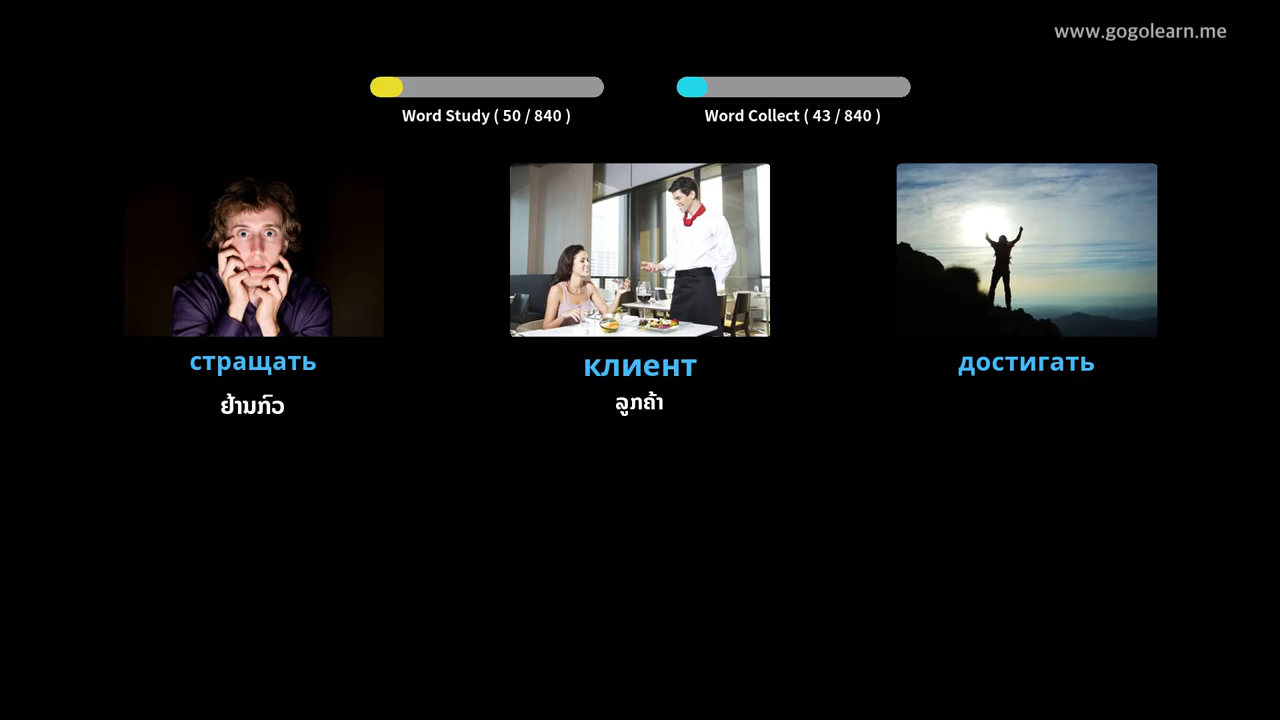 www.gogolearn.me
Word Study ( 50 / 840 )
Word Collect ( 43 / 840 )
стращать
клиент
достигать
ຢ້ານກົວ
ລູກຄ້າ